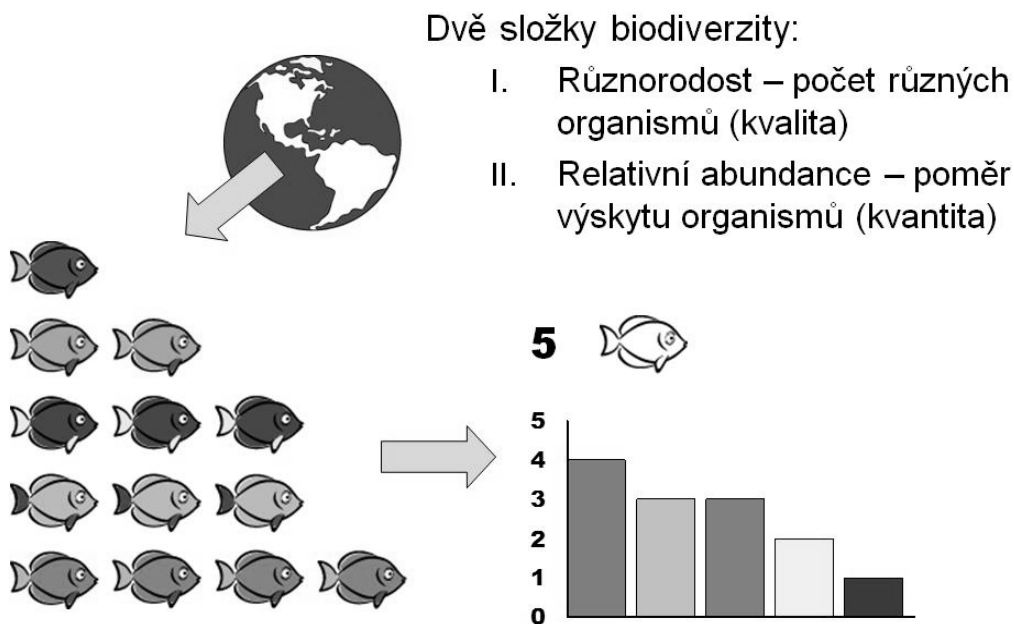 Dvě složky biodiverzity:
I. Různorodost – počet různých
organismů (kvalita)
II. Relativní abundance – poměr
výskytu organismů (kvantita)
5
5
4
3
2
1
0